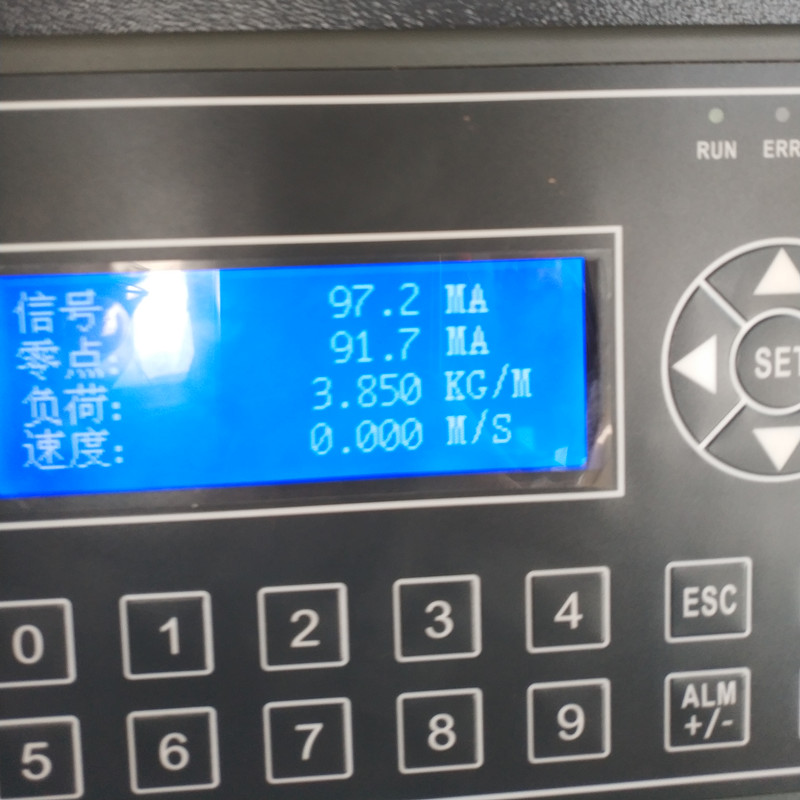 RUN ERR
信号: 97.2 MA
零点: 91.7 MA
负荷: 3.850 KG/M
速度: 0.000 M/S
SET
0 1 2 3 4 ESC
5 6 7 8 9 ALM +/-